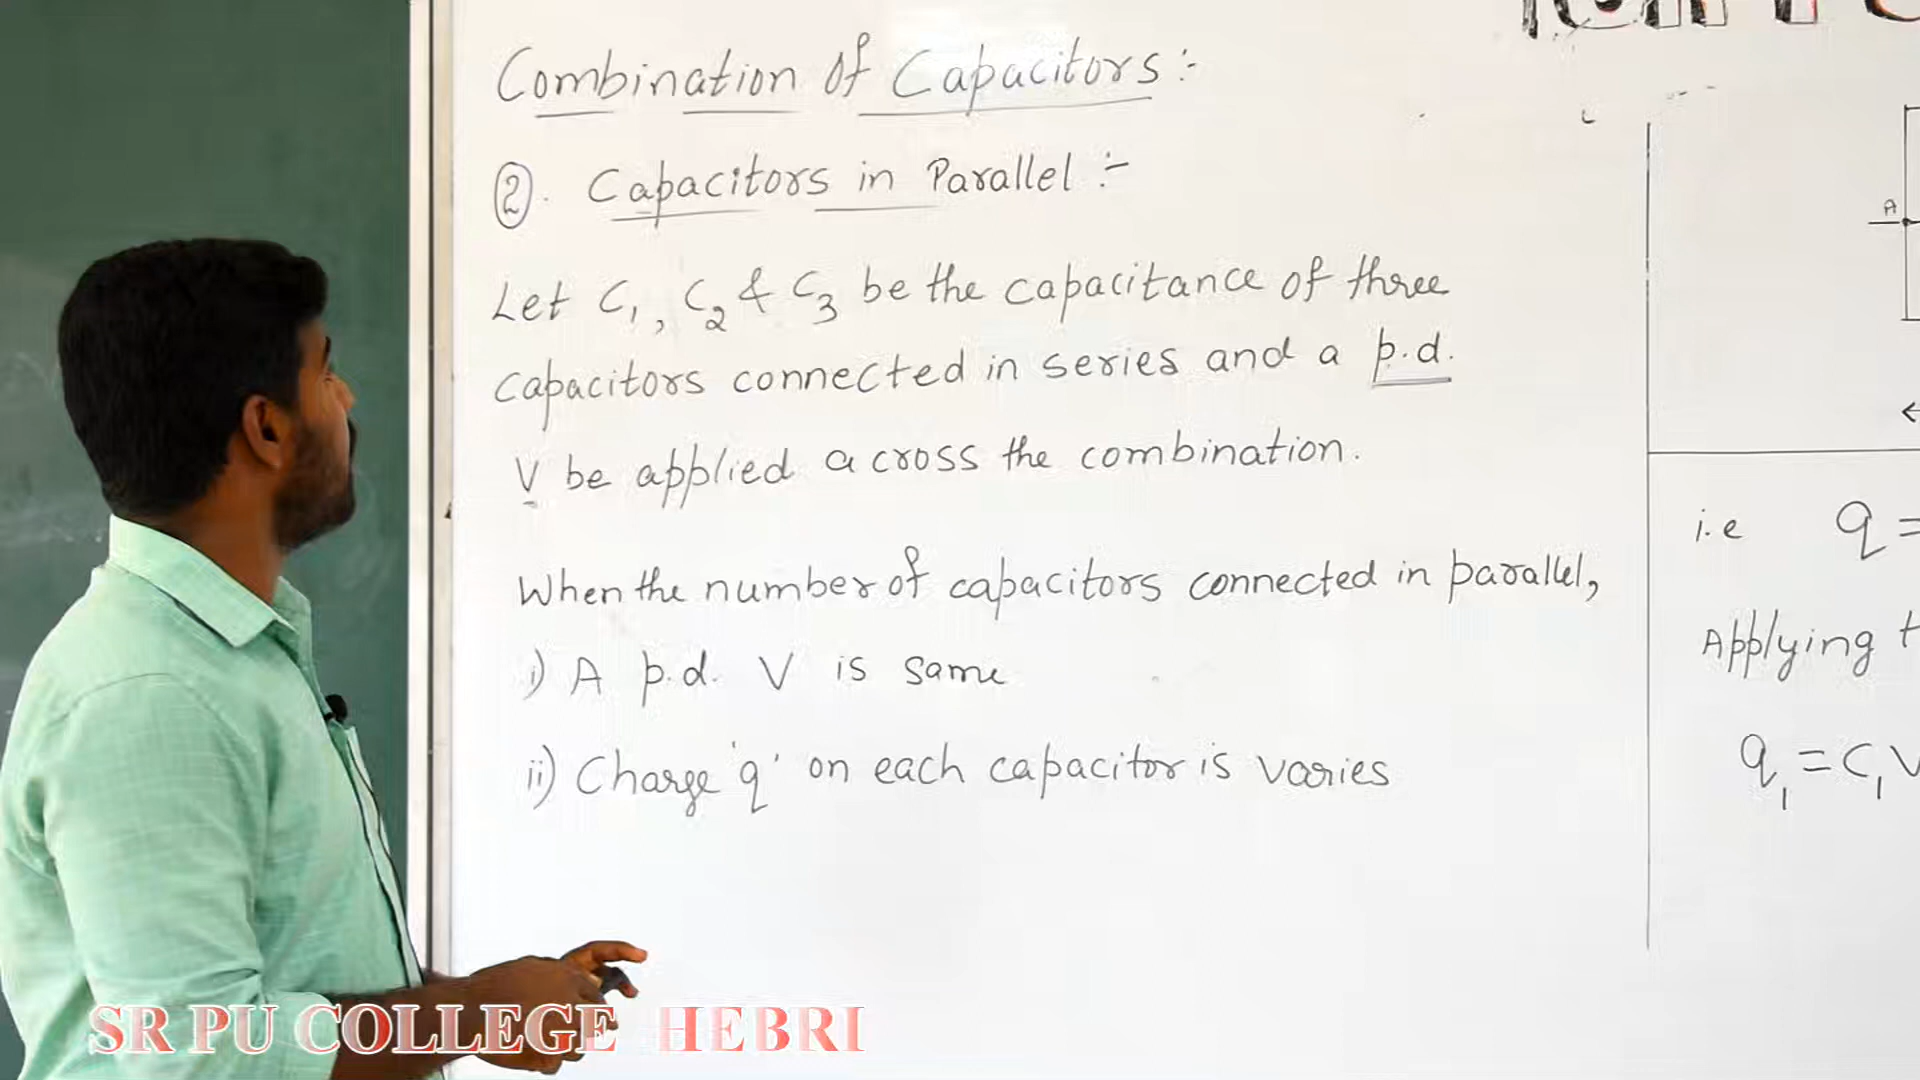 Combination of Capacitors :-
②. Capacitors in Parallel :-
Let C₁, C₂ & C₃ be the capacitance of three
capacitors connected in series and a p.d.
V be applied across the combination.
When the number of capacitors connected in parallel,
i) A p.d. V is same
ii) Charge 'q' on each capacitor is varies
A
i.e q =
Applying
q₁ = C₁V
SR PU COLLEGE HEBRI